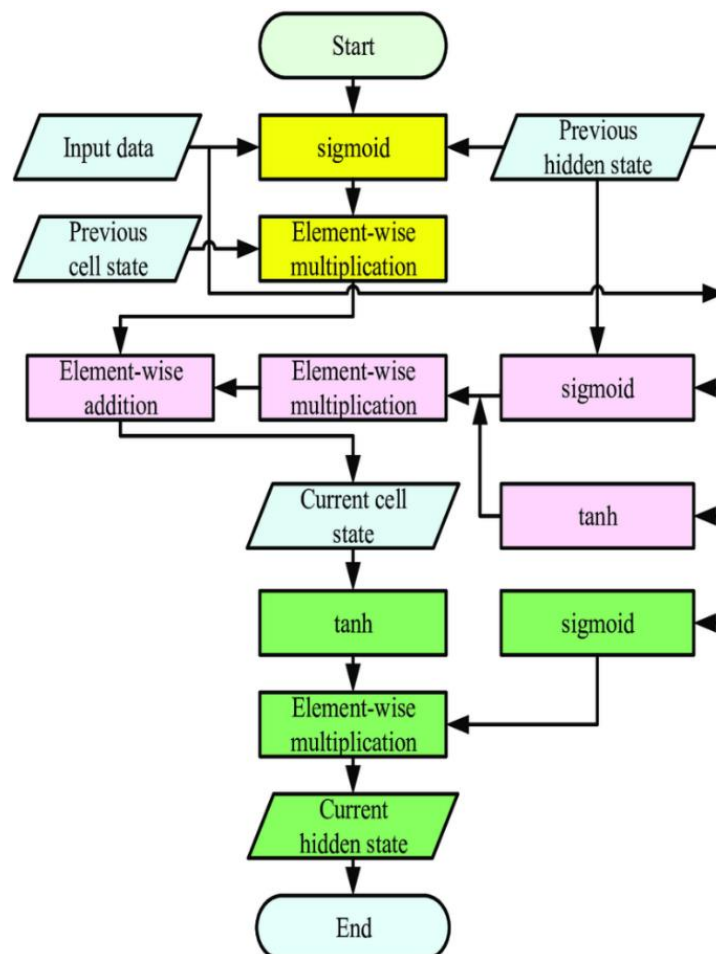 Start
Input data
sigmoid
Previous
hidden state
Previous
cell state
Element-wise
multiplication
Element-wise
addition
Element-wise
multiplication
sigmoid
Current cell
state
tanh
tanh
sigmoid
Element-wise
multiplication
Current
hidden state
End